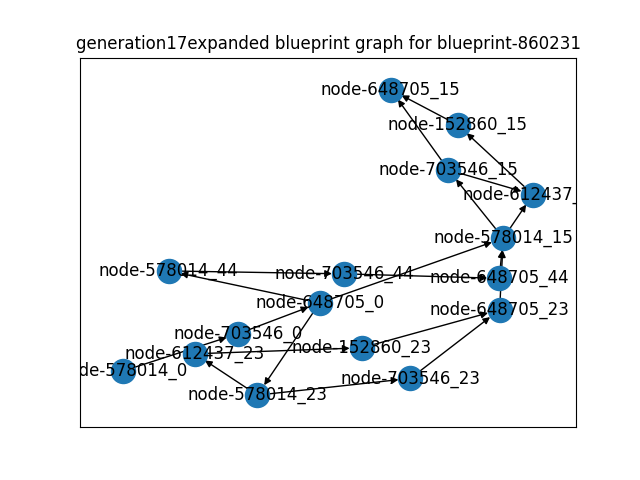 generation17expanded blueprint graph for blueprint-860231
node-648705_15
node-152860_15
node-703546_15
node-612437_
node-578014_15
node-578014_44
node-703546_44
node-648705_44
node-648705_0
node-648705_23
node-703546_0
node-152860_23
node-612437_23
de-578014_0
node-703546_23
node-578014_23